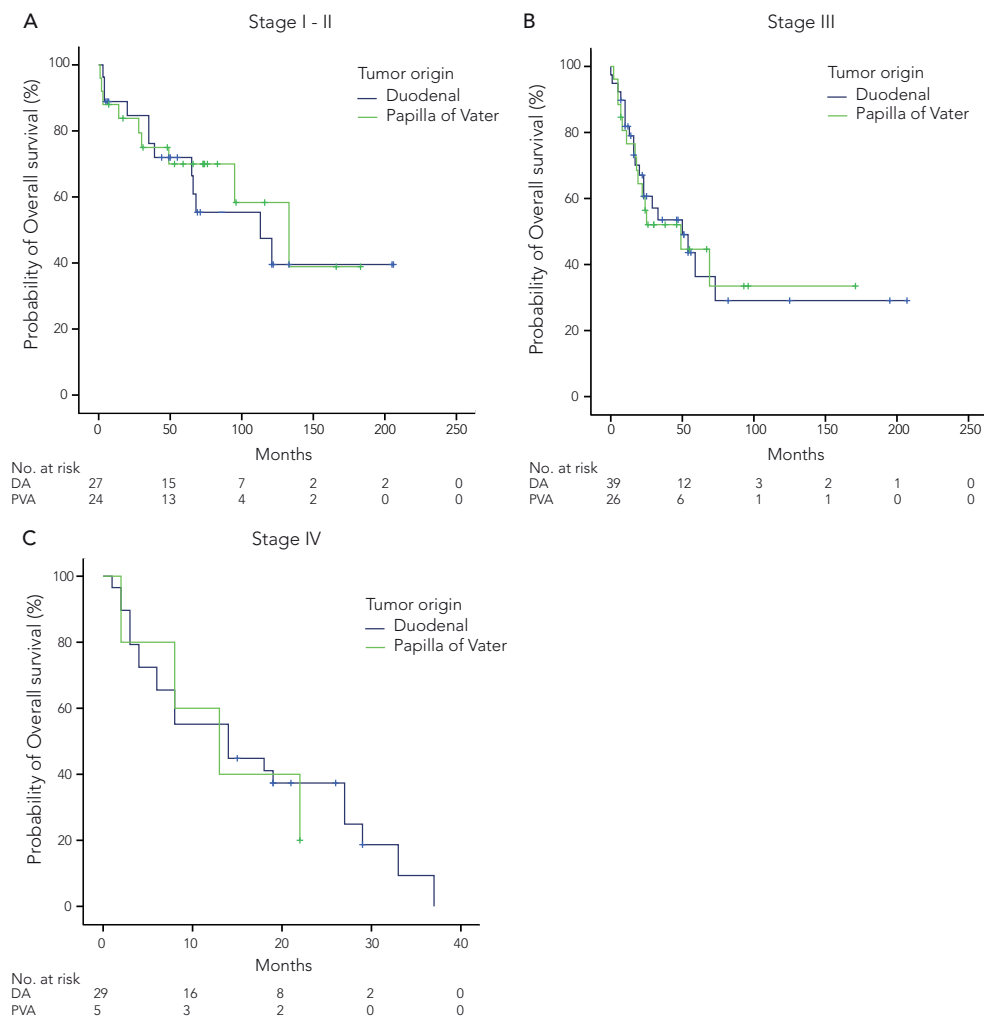 A
Stage I - II
Probability of Overall survival (%)
100
80
60
40
20
0
Tumor origin
Duodenal
Papilla of Vater
0 50 100 150 200 250
Months
No. at risk
DA 27 15 7 2 2 0
PVA 24 13 4 2 0 0
B
Stage III
Probability of Overall survival (%)
100
80
60
40
20
0
Tumor origin
Duodenal
Papilla of Vater
0 50 100 150 200 250
Months
No. at risk
DA 39 12 3 2 1 0
PVA 26 6 1 1 0 0
C
Stage IV
Probability of Overall survival (%)
100
80
60
40
20
0
Tumor origin
Duodenal
Papilla of Vater
0 10 20 30 40
Months
No. at risk
DA 29 16 8 2 0
PVA 5 3 2 0 0